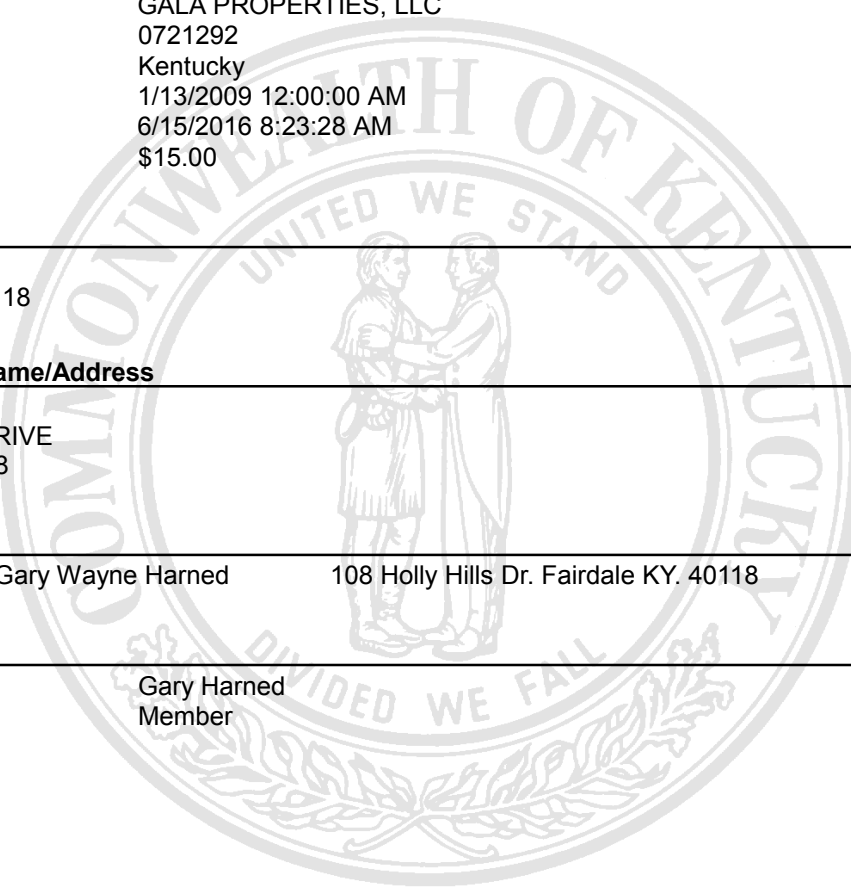 GALA PROPERTIES, LLC
0721292
Kentucky
1/13/2009 12:00:00 AM
6/15/2016 8:23:28 AM
$15.00
COMMONWEALTH OF KENTUCKY
UNITED WE STAND
18
ame/Address
RIVE
8
Gary Wayne Harned 108 Holly Hills Dr. Fairdale KY. 40118
DIVIDED WE FALL
Gary Harned
Member